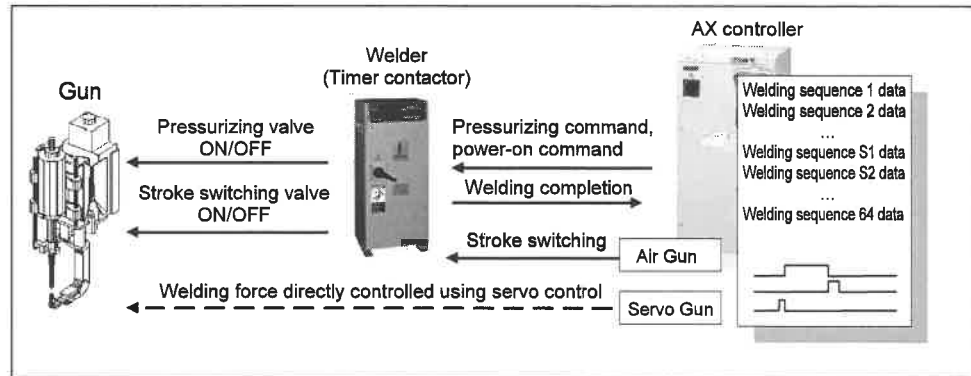 AX controller
Welder
(Timer contactor)
Gun
Pressurizing valve
ON/OFF
Stroke switching valve
ON/OFF
Pressurizing command,
power-on command
Welding completion
Stroke switching
Air Gun
Welding force directly controlled using servo control
Servo Gun
Welding sequence 1 data
Welding sequence 2 data
...
Welding sequence S1 data
Welding sequence S2 data
...
Welding sequence 64 data